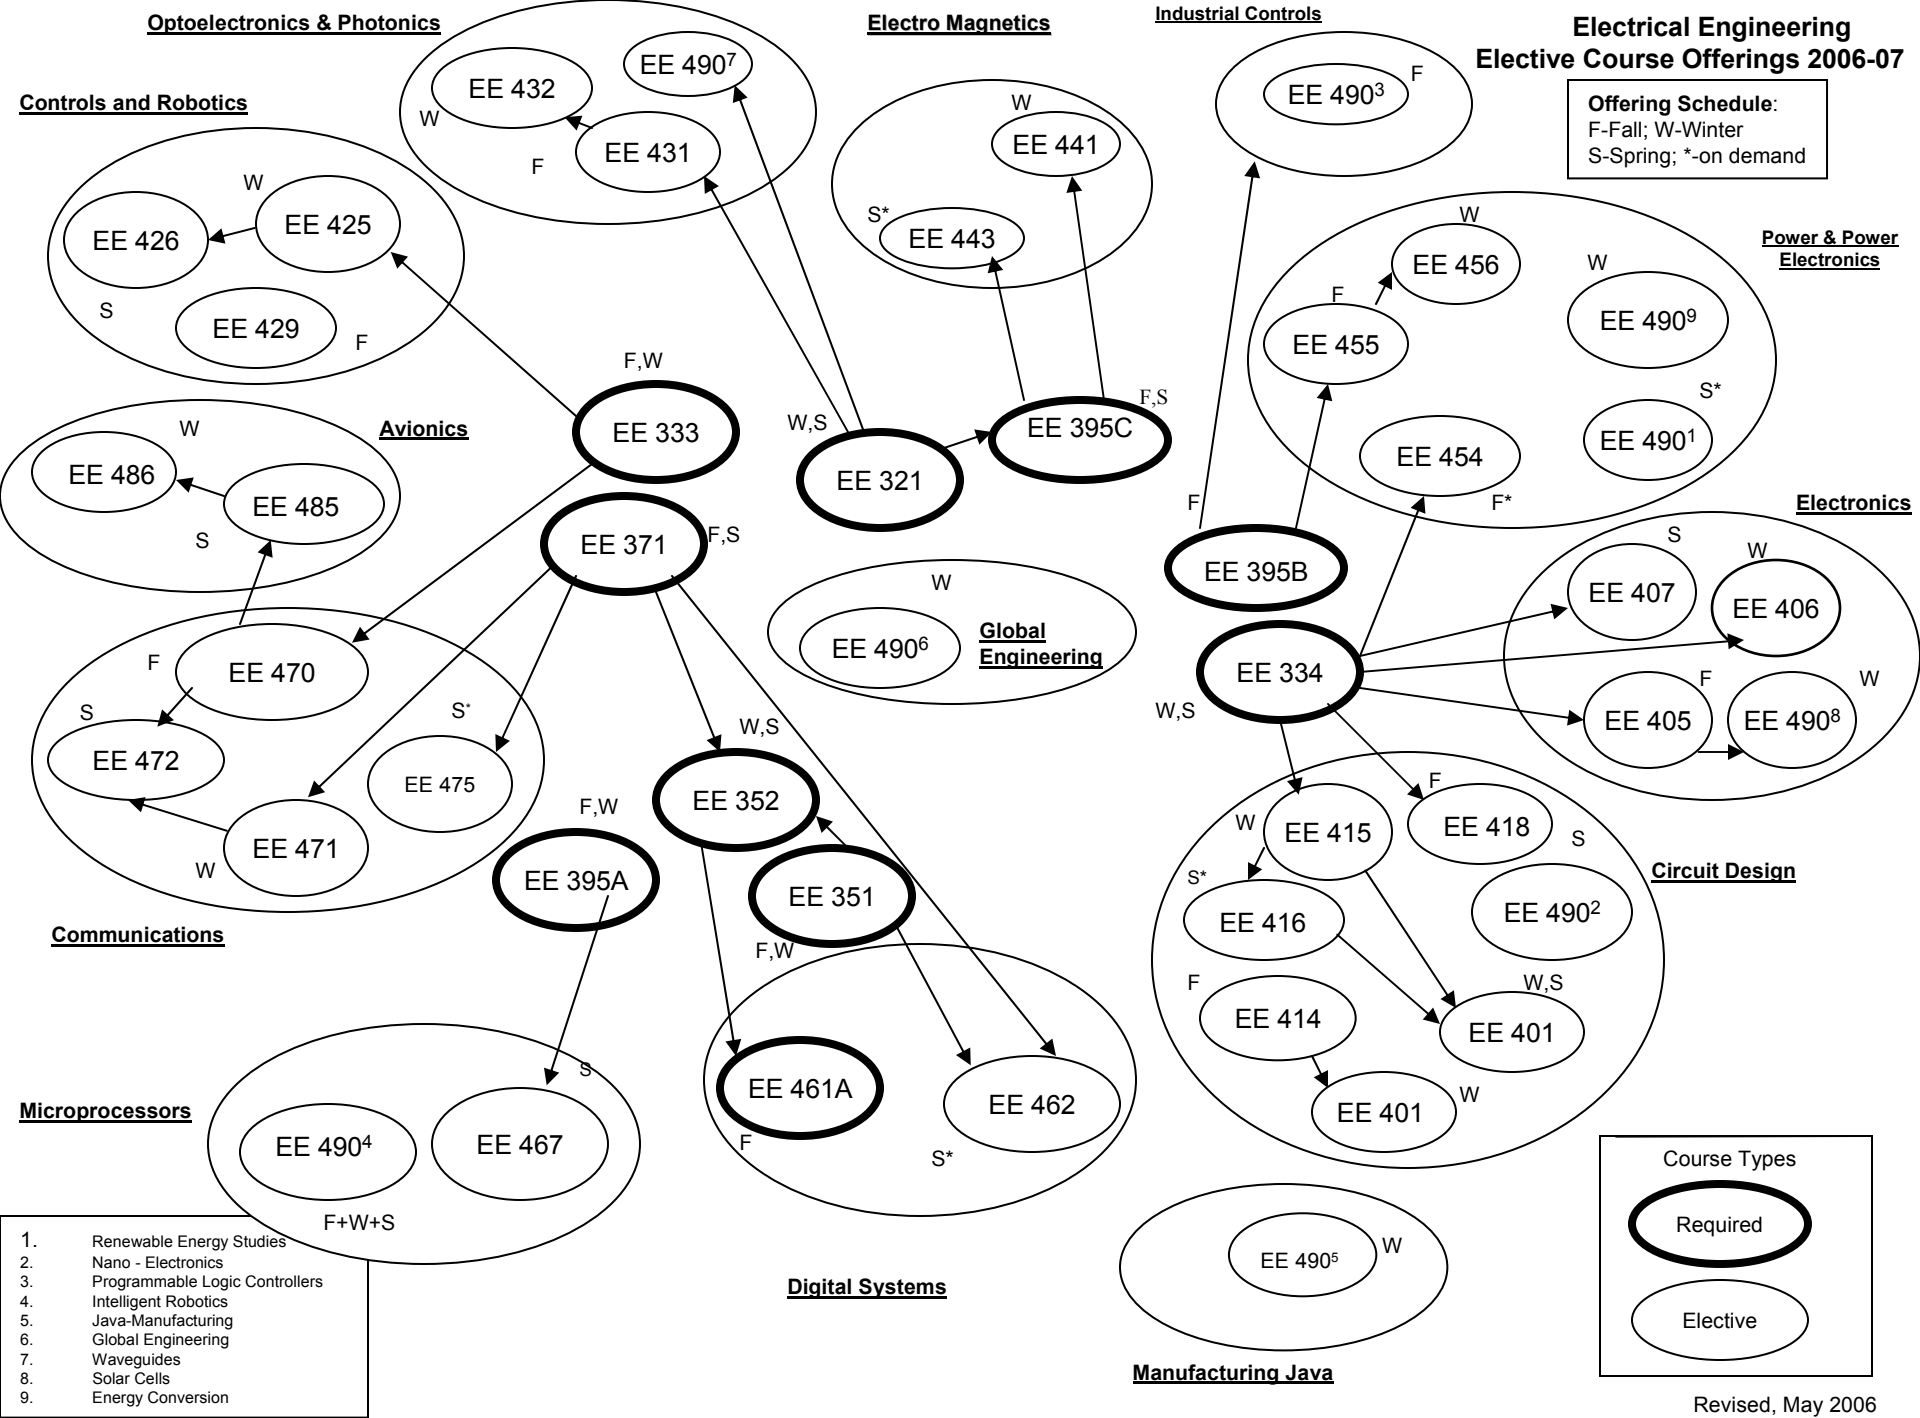 Optoelectronics & Photonics
Electro Magnetics
Industrial Controls
Electrical Engineering
Elective Course Offerings 2006-07
Offering Schedule:
F-Fall; W-Winter
S-Spring; *-on demand
Controls and Robotics
EE 432
EE 490⁷
W
EE 431
F
W
EE 441
S*
EE 443
EE 490³
F
W
EE 426
EE 425
S
EE 429
F
Power & Power
Electronics
W
EE 456
W
EE 490⁹
F
EE 455
S*
EE 490¹
EE 454
F*
Avionics
W
EE 486
EE 485
S
F,W
EE 333
EE 371
F,S
W,S
EE 321
F,S
EE 395C
F
EE 395B
EE 334
W,S
Electronics
S
EE 407
W
EE 406
F
EE 405
W
EE 490⁸
W
EE 490⁶
Global
Engineering
F
EE 470
S
EE 472
S*
EE 475
EE 471
W
Communications
W,S
EE 352
F,W
EE 395A
EE 351
F,W
F
EE 418
W
EE 415
S
EE 490²
Circuit Design
S*
EE 416
F
EE 414
W,S
EE 401
EE 401
W
Microprocessors
S
EE 490⁴
EE 467
F+W+S
EE 461A
F
EE 462
S*
Digital Systems
EE 490⁵
W
Manufacturing Java
Course Types
Required
Elective
1. Renewable Energy Studies
2. Nano - Electronics
3. Programmable Logic Controllers
4. Intelligent Robotics
5. Java-Manufacturing
6. Global Engineering
7. Waveguides
8. Solar Cells
9. Energy Conversion
Revised, May 2006